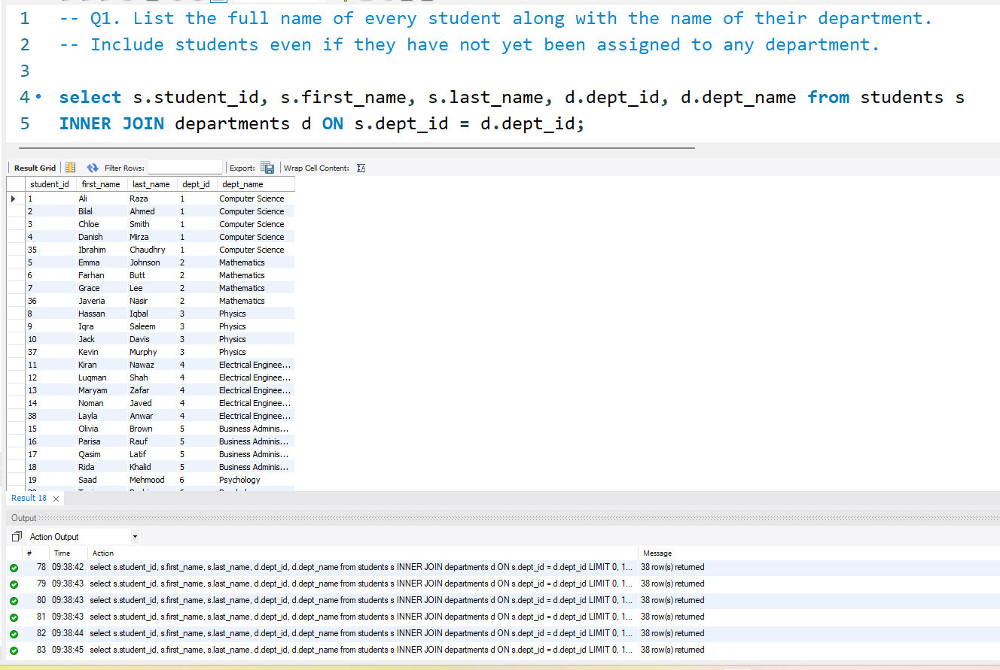 1 -- Q1. List the full name of every student along with the name of their department.
2 -- Include students even if they have not yet been assigned to any department.
3
4 select s.student_id, s.first_name, s.last_name, d.dept_id, d.dept_name from students s
5 INNER JOIN departments d ON s.dept_id = d.dept_id;
Result Grid Filter Rows: Export: Wrap Cell Content:
student_id first_name last_name dept_id dept_name
1 Ali Raza 1 Computer Science
2 Bilal Ahmed 1 Computer Science
3 Chloe Smith 1 Computer Science
4 Danish Mirza 1 Computer Science
35 Ibrahim Chaudhry 1 Computer Science
5 Emma Johnson 2 Mathematics
6 Farhan Butt 2 Mathematics
7 Grace Lee 2 Mathematics
36 Javeria Nasir 2 Mathematics
8 Hassan Iqbal 3 Physics
9 Iqra Saleem 3 Physics
10 Jack Davis 3 Physics
37 Kevin Murphy 3 Physics
11 Kiran Nawaz 4 Electrical Enginee...
12 Luqman Shah 4 Electrical Enginee...
13 Maryam Zafar 4 Electrical Enginee...
14 Noman Javed 4 Electrical Enginee...
38 Layla Anwar 4 Electrical Enginee...
15 Olivia Brown 5 Business Adminis...
16 Parisa Rauf 5 Business Adminis...
17 Qasim Latif 5 Business Adminis...
18 Rida Khalid 5 Business Adminis...
19 Saad Mehmood 6 Psychology
Result 18
Output
Action Output
# Time Action Message
78 09:38:42 select s.student_id, s.first_name, s.last_name, d.dept_id, d.dept_name from students s INNER JOIN departments d ON s.dept_id = d.dept_id LIMIT 0, 1... 38 row(s) returned
79 09:38:43 select s.student_id, s.first_name, s.last_name, d.dept_id, d.dept_name from students s INNER JOIN departments d ON s.dept_id = d.dept_id LIMIT 0, 1... 38 row(s) returned
80 09:38:43 select s.student_id, s.first_name, s.last_name, d.dept_id, d.dept_name from students s INNER JOIN departments d ON s.dept_id = d.dept_id LIMIT 0, 1... 38 row(s) returned
81 09:38:43 select s.student_id, s.first_name, s.last_name, d.dept_id, d.dept_name from students s INNER JOIN departments d ON s.dept_id = d.dept_id LIMIT 0, 1... 38 row(s) returned
82 09:38:44 select s.student_id, s.first_name, s.last_name, d.dept_id, d.dept_name from students s INNER JOIN departments d ON s.dept_id = d.dept_id LIMIT 0, 1... 38 row(s) returned
83 09:38:45 select s.student_id, s.first_name, s.last_name, d.dept_id, d.dept_name from students s INNER JOIN departments d ON s.dept_id = d.dept_id LIMIT 0, 1... 38 row(s) returned